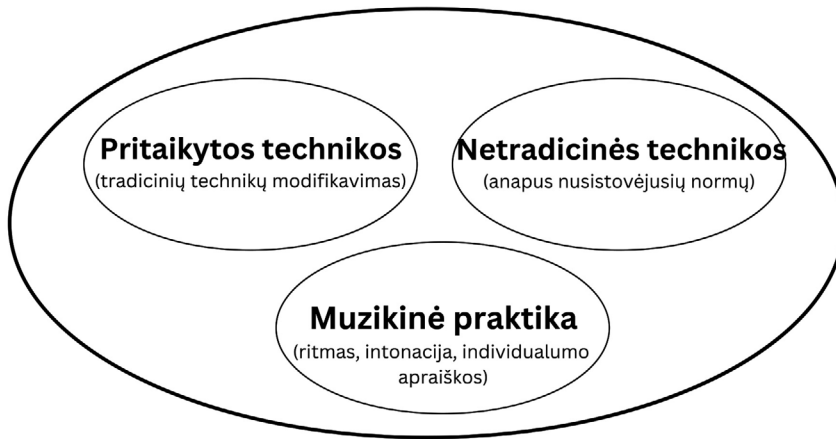 Pritaikytos technikos
(tradicinių technikų modifikavimas)
Netradicinės technikos
(anapus nusistovėjusių normų)
Muzikinė praktika
(ritmas, intonacija, individualumo
apraiškos)